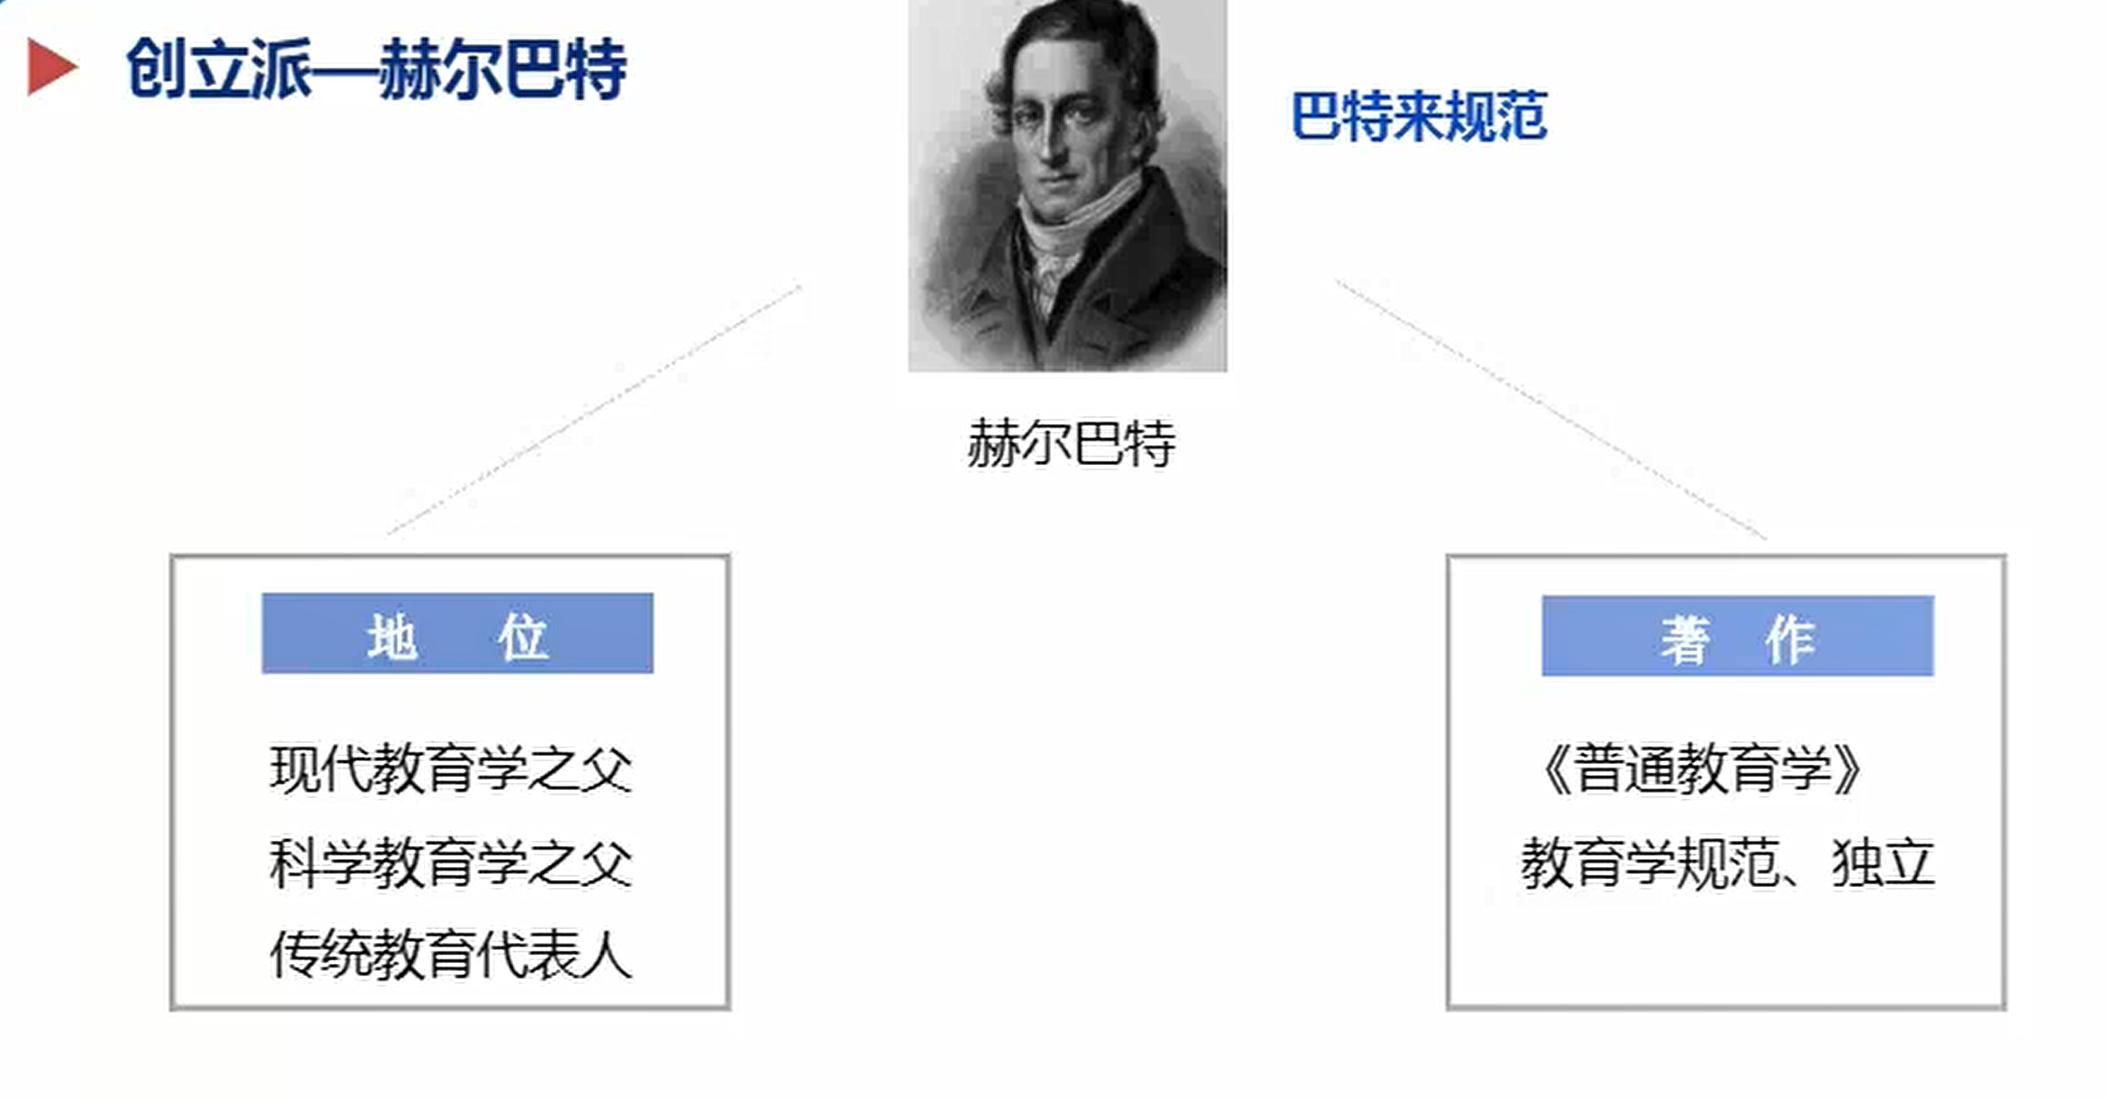 创立派—赫尔巴特
巴特来规范
赫尔巴特
地 位
现代教育学之父
科学教育学之父
传统教育代表人
著 作
《普通教育学》
教育学规范、独立